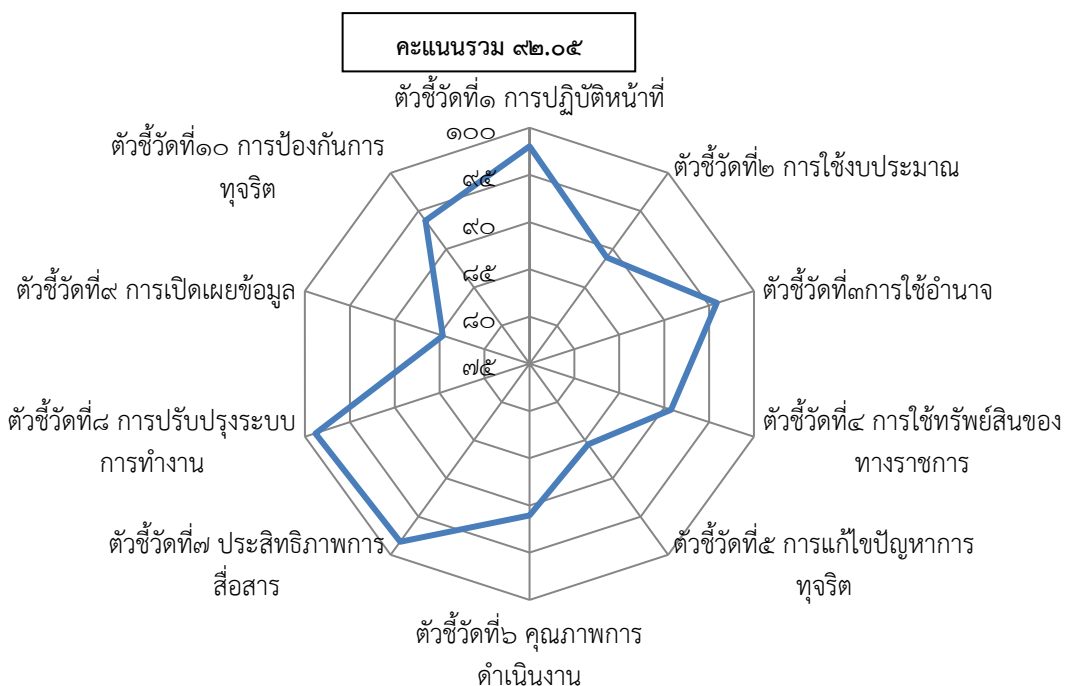 คะแนนรวม ๙๒.๐๕
ตัวชี้วัดที่๑ การปฏิบัติหน้าที่
ตัวชี้วัดที่๒ การใช้งบประมาณ
ตัวชี้วัดที่๓การใช้อำนาจ
ตัวชี้วัดที่๔ การใช้ทรัพย์สินของ
ทางราชการ
ตัวชี้วัดที่๕ การแก้ไขปัญหาการ
ทุจริต
ตัวชี้วัดที่๖ คุณภาพการ
ดำเนินงาน
ตัวชี้วัดที่๗ ประสิทธิภาพการ
สื่อสาร
ตัวชี้วัดที่๘ การปรับปรุงระบบ
การทำงาน
ตัวชี้วัดที่๙ การเปิดเผยข้อมูล
ตัวชี้วัดที่๑๐ การป้องกันการ
ทุจริต
๑๐๐
๙๕
๙๐
๘๕
๘๐
๗๕